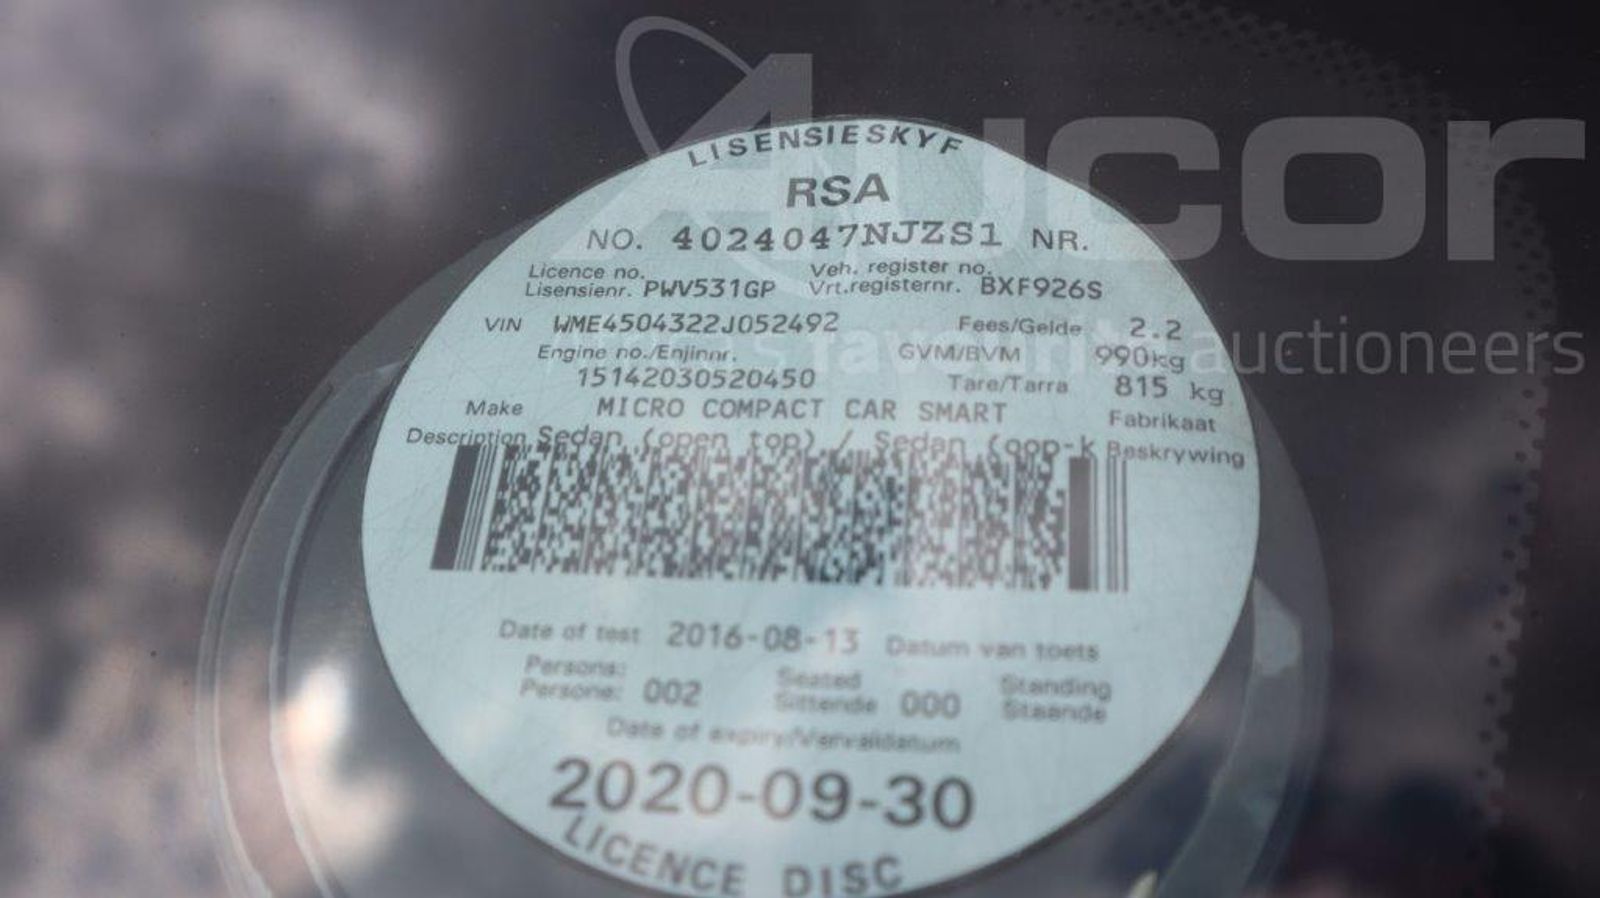 Aucor
favourite auctioneers
LISENSIESKYF
RSA
NO. 4024047NJZS1 NR.
Licence no. Veh. register no.
Lisensienr. PWV531GP Vrt.registernr. BXF926S
VIN WME4504322J052492 Fees/Gelde 2.2
Engine no./Enjinnr. GVM/BVM 990kg
15142030520450 Tare/Tarra 815 kg
Make MICRO COMPACT CAR SMART Fabrikaat
Description Sedan (open top) / Sedan (oop-k Beskrywing
Date of test 2016-08-13 Datum van toets
Persons: Seated Standing
Persone: 002 Sittende 000 Staande
Date of expiry/Vervaldatum
2020-09-30
LICENCE DISC